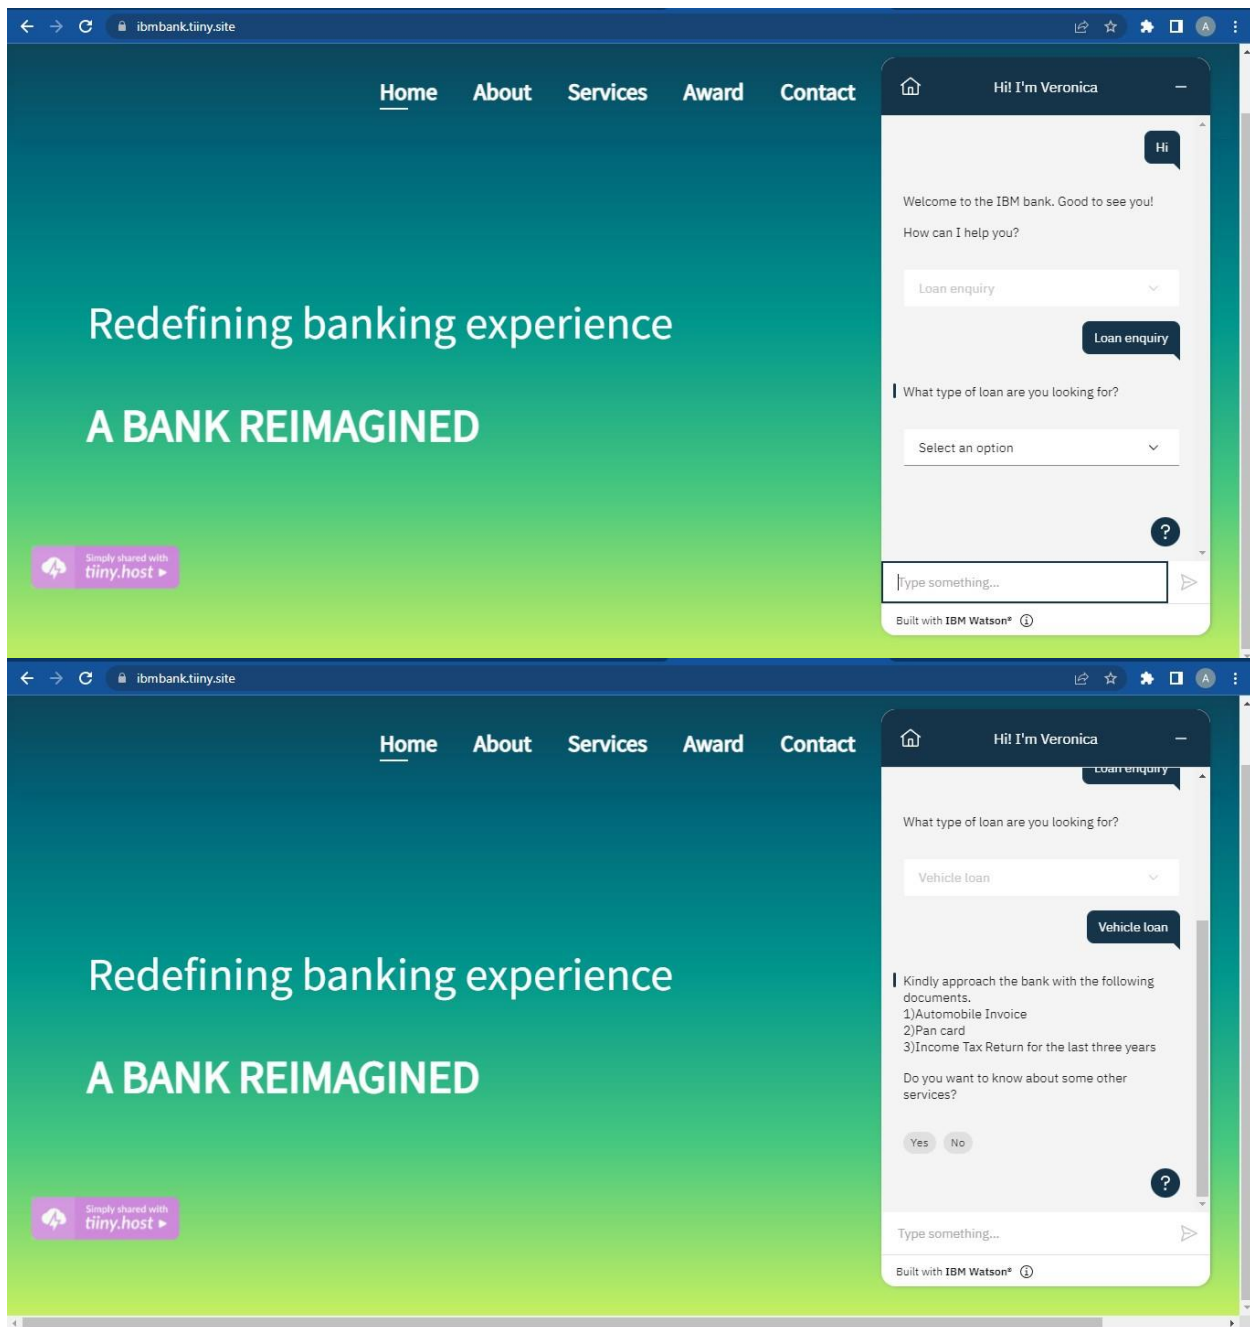 ibmbank.tiiny.site
A
Home About Services Award Contact
Hi! I'm Veronica
Hi
Welcome to the IBM bank. Good to see you!
How can I help you?
Loan enquiry
Loan enquiry
What type of loan are you looking for?
Select an option
Redefining banking experience
A BANK REIMAGINED
Simply shared with
tiiny.host
?
Type something...
Built with IBM Watson®
ibmbank.tiiny.site
A
Home About Services Award Contact
Hi! I'm Veronica
Loan enquiry
What type of loan are you looking for?
Vehicle loan
Vehicle loan
Kindly approach the bank with the following
documents.
1)Automobile Invoice
2)Pan card
3)Income Tax Return for the last three years
Do you want to know about some other
services?
Yes No
Redefining banking experience
A BANK REIMAGINED
Simply shared with
tiiny.host
?
Type something...
Built with IBM Watson®